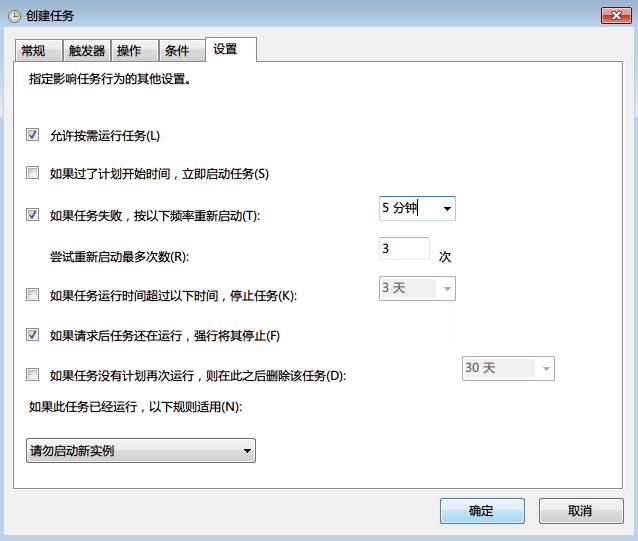 创建任务
常规 触发器 操作 条件 设置
指定影响任务行为的其他设置。
允许按需运行任务(L)
如果过了计划开始时间，立即启动任务(S)
如果任务失败，按以下频率重新启动(T): 5 分钟
尝试重新启动最多次数(R): 3 次
如果任务运行时间超过以下时间，停止任务(K): 3 天
如果请求后任务还在运行，强行将其停止(F)
如果任务没有计划再次运行，则在此之后删除该任务(D): 30 天
如果此任务已经运行，以下规则适用(N):
请勿启动新实例
确定 取消